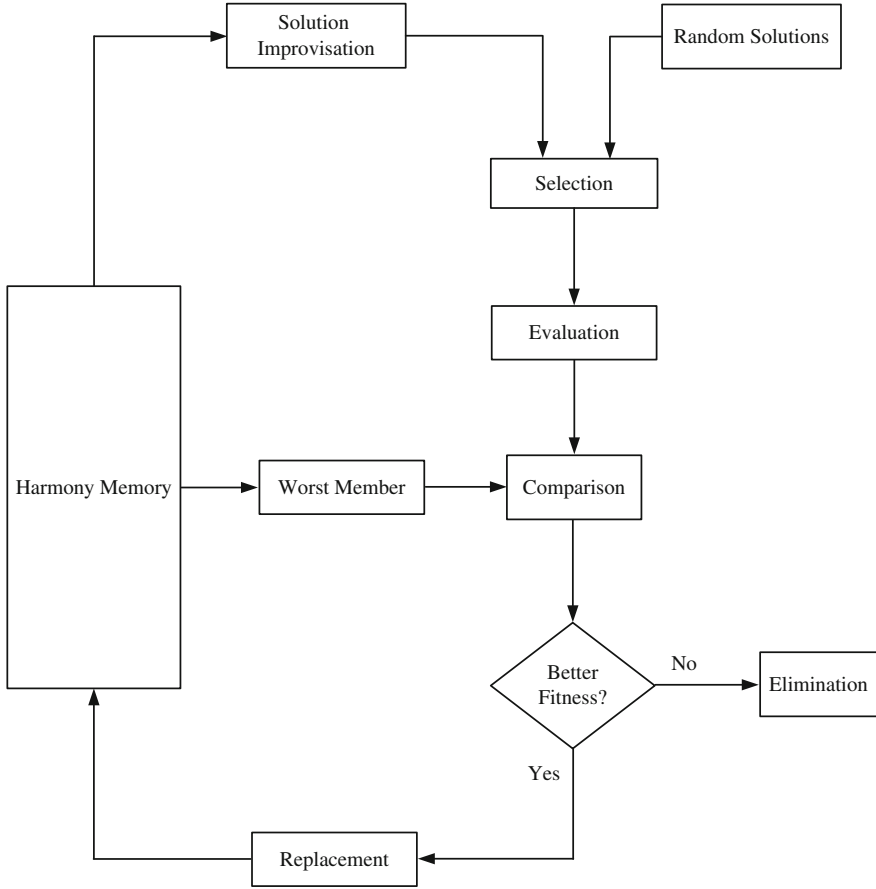 Solution
Improvisation
Random Solutions
Selection
Evaluation
Harmony Memory
Worst Member
Comparison
Better
Fitness?
No
Elimination
Yes
Replacement